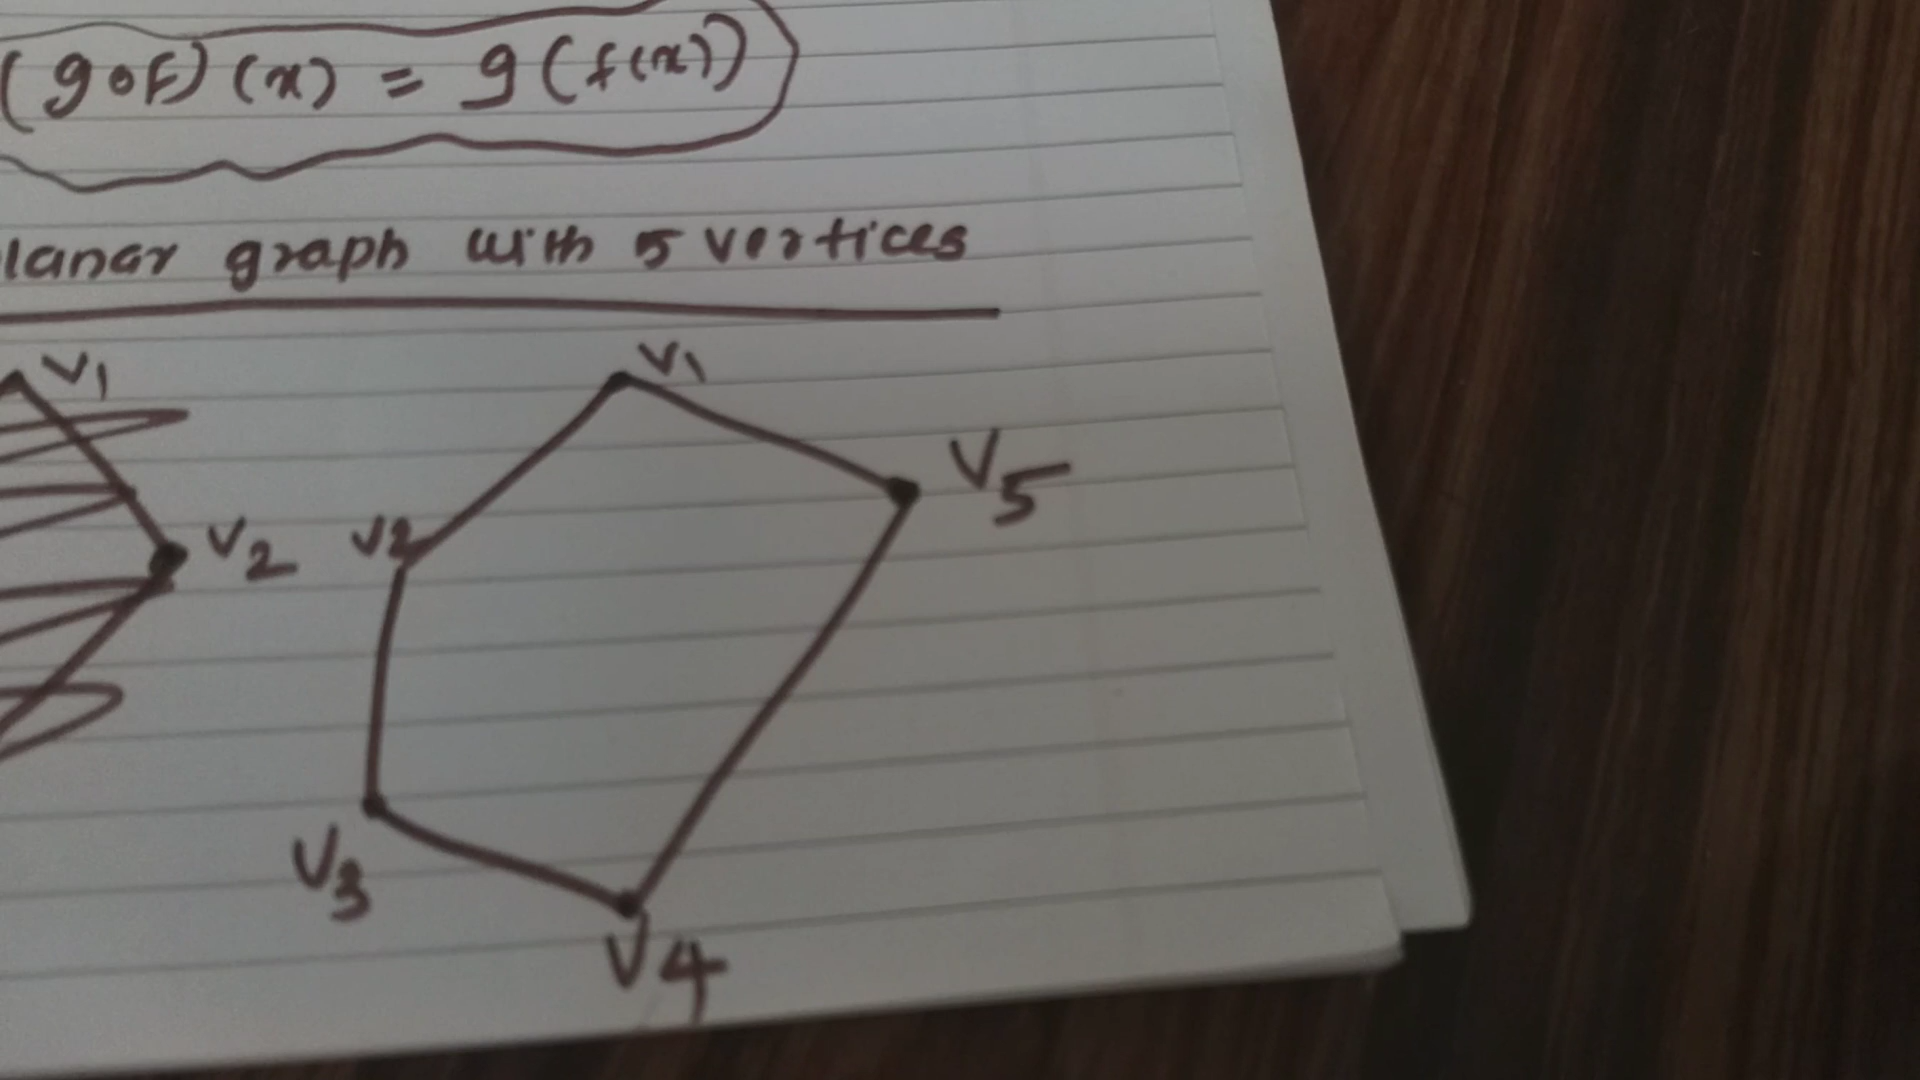 (gof)(x) = g(f(x))
lanar graph with 5 vertices
V1 V1
V5
V2 V2
V3
V4